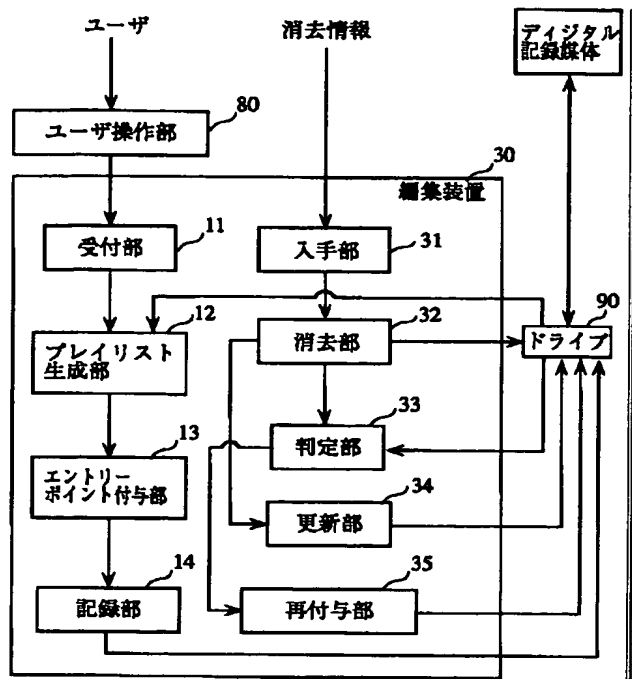 ユーザ
消去情報
ディジタル
記録媒体
80
ユーザ操作部
30
編集装置
11
受付部
31
入手部
12
プレイリスト
生成部
32
消去部
90
ドライブ
13
エントリー
ポイント付与部
33
判定部
34
更新部
14
記録部
35
再付与部